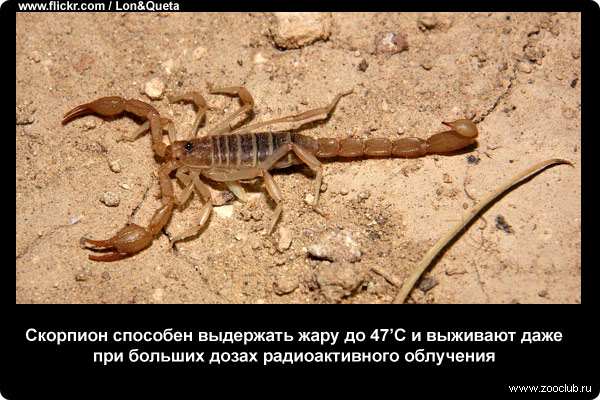 www.flickr.com / Lon&Queta
Скорпион способен выдержать жару до 47'С и выживают даже
при больших дозах радиоактивного облучения
www.zooclub.ru